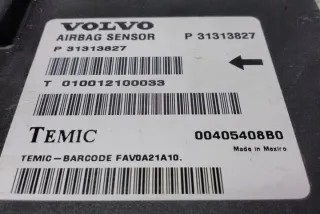 VOLVO
AIRBAG SENSOR P 31313827
P 31313827
T 010012100033
TEMIC 00405408B0
Made in Mexico
TEMIC-BARCODE FAV0A21A10.